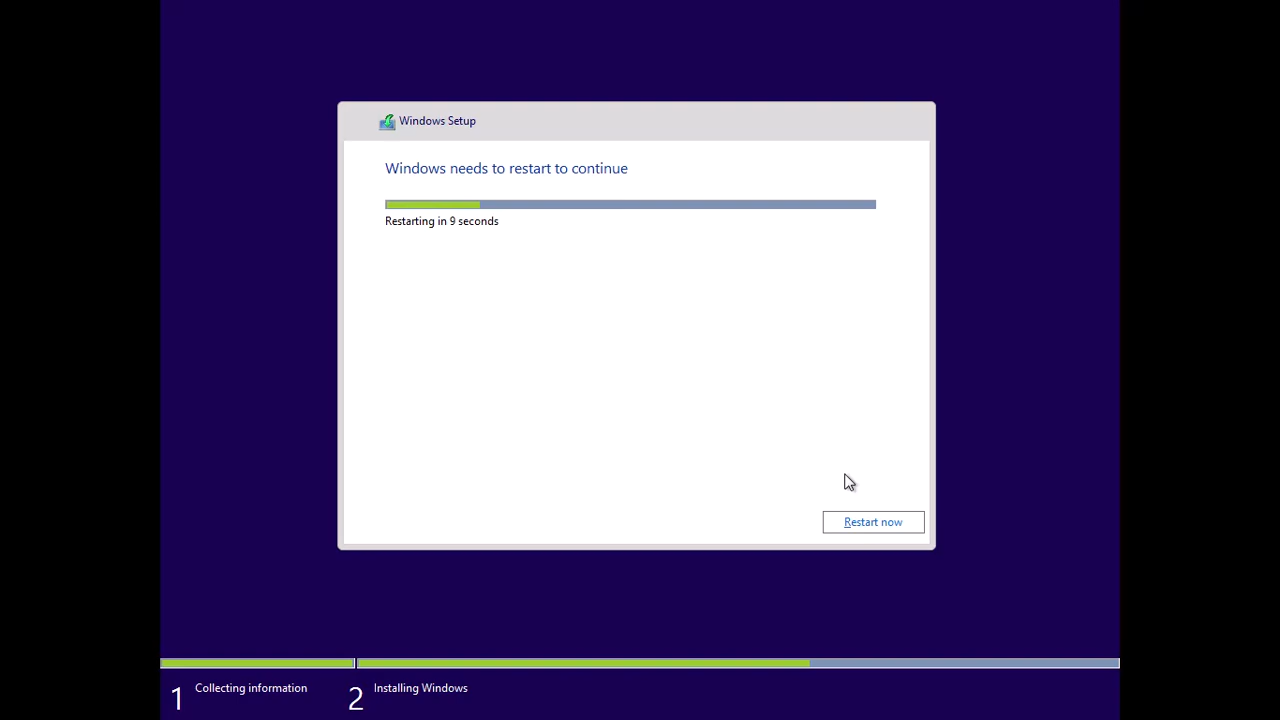 Windows Setup
Windows needs to restart to continue
Restarting in 9 seconds
Restart now
1 Collecting information
2 Installing Windows